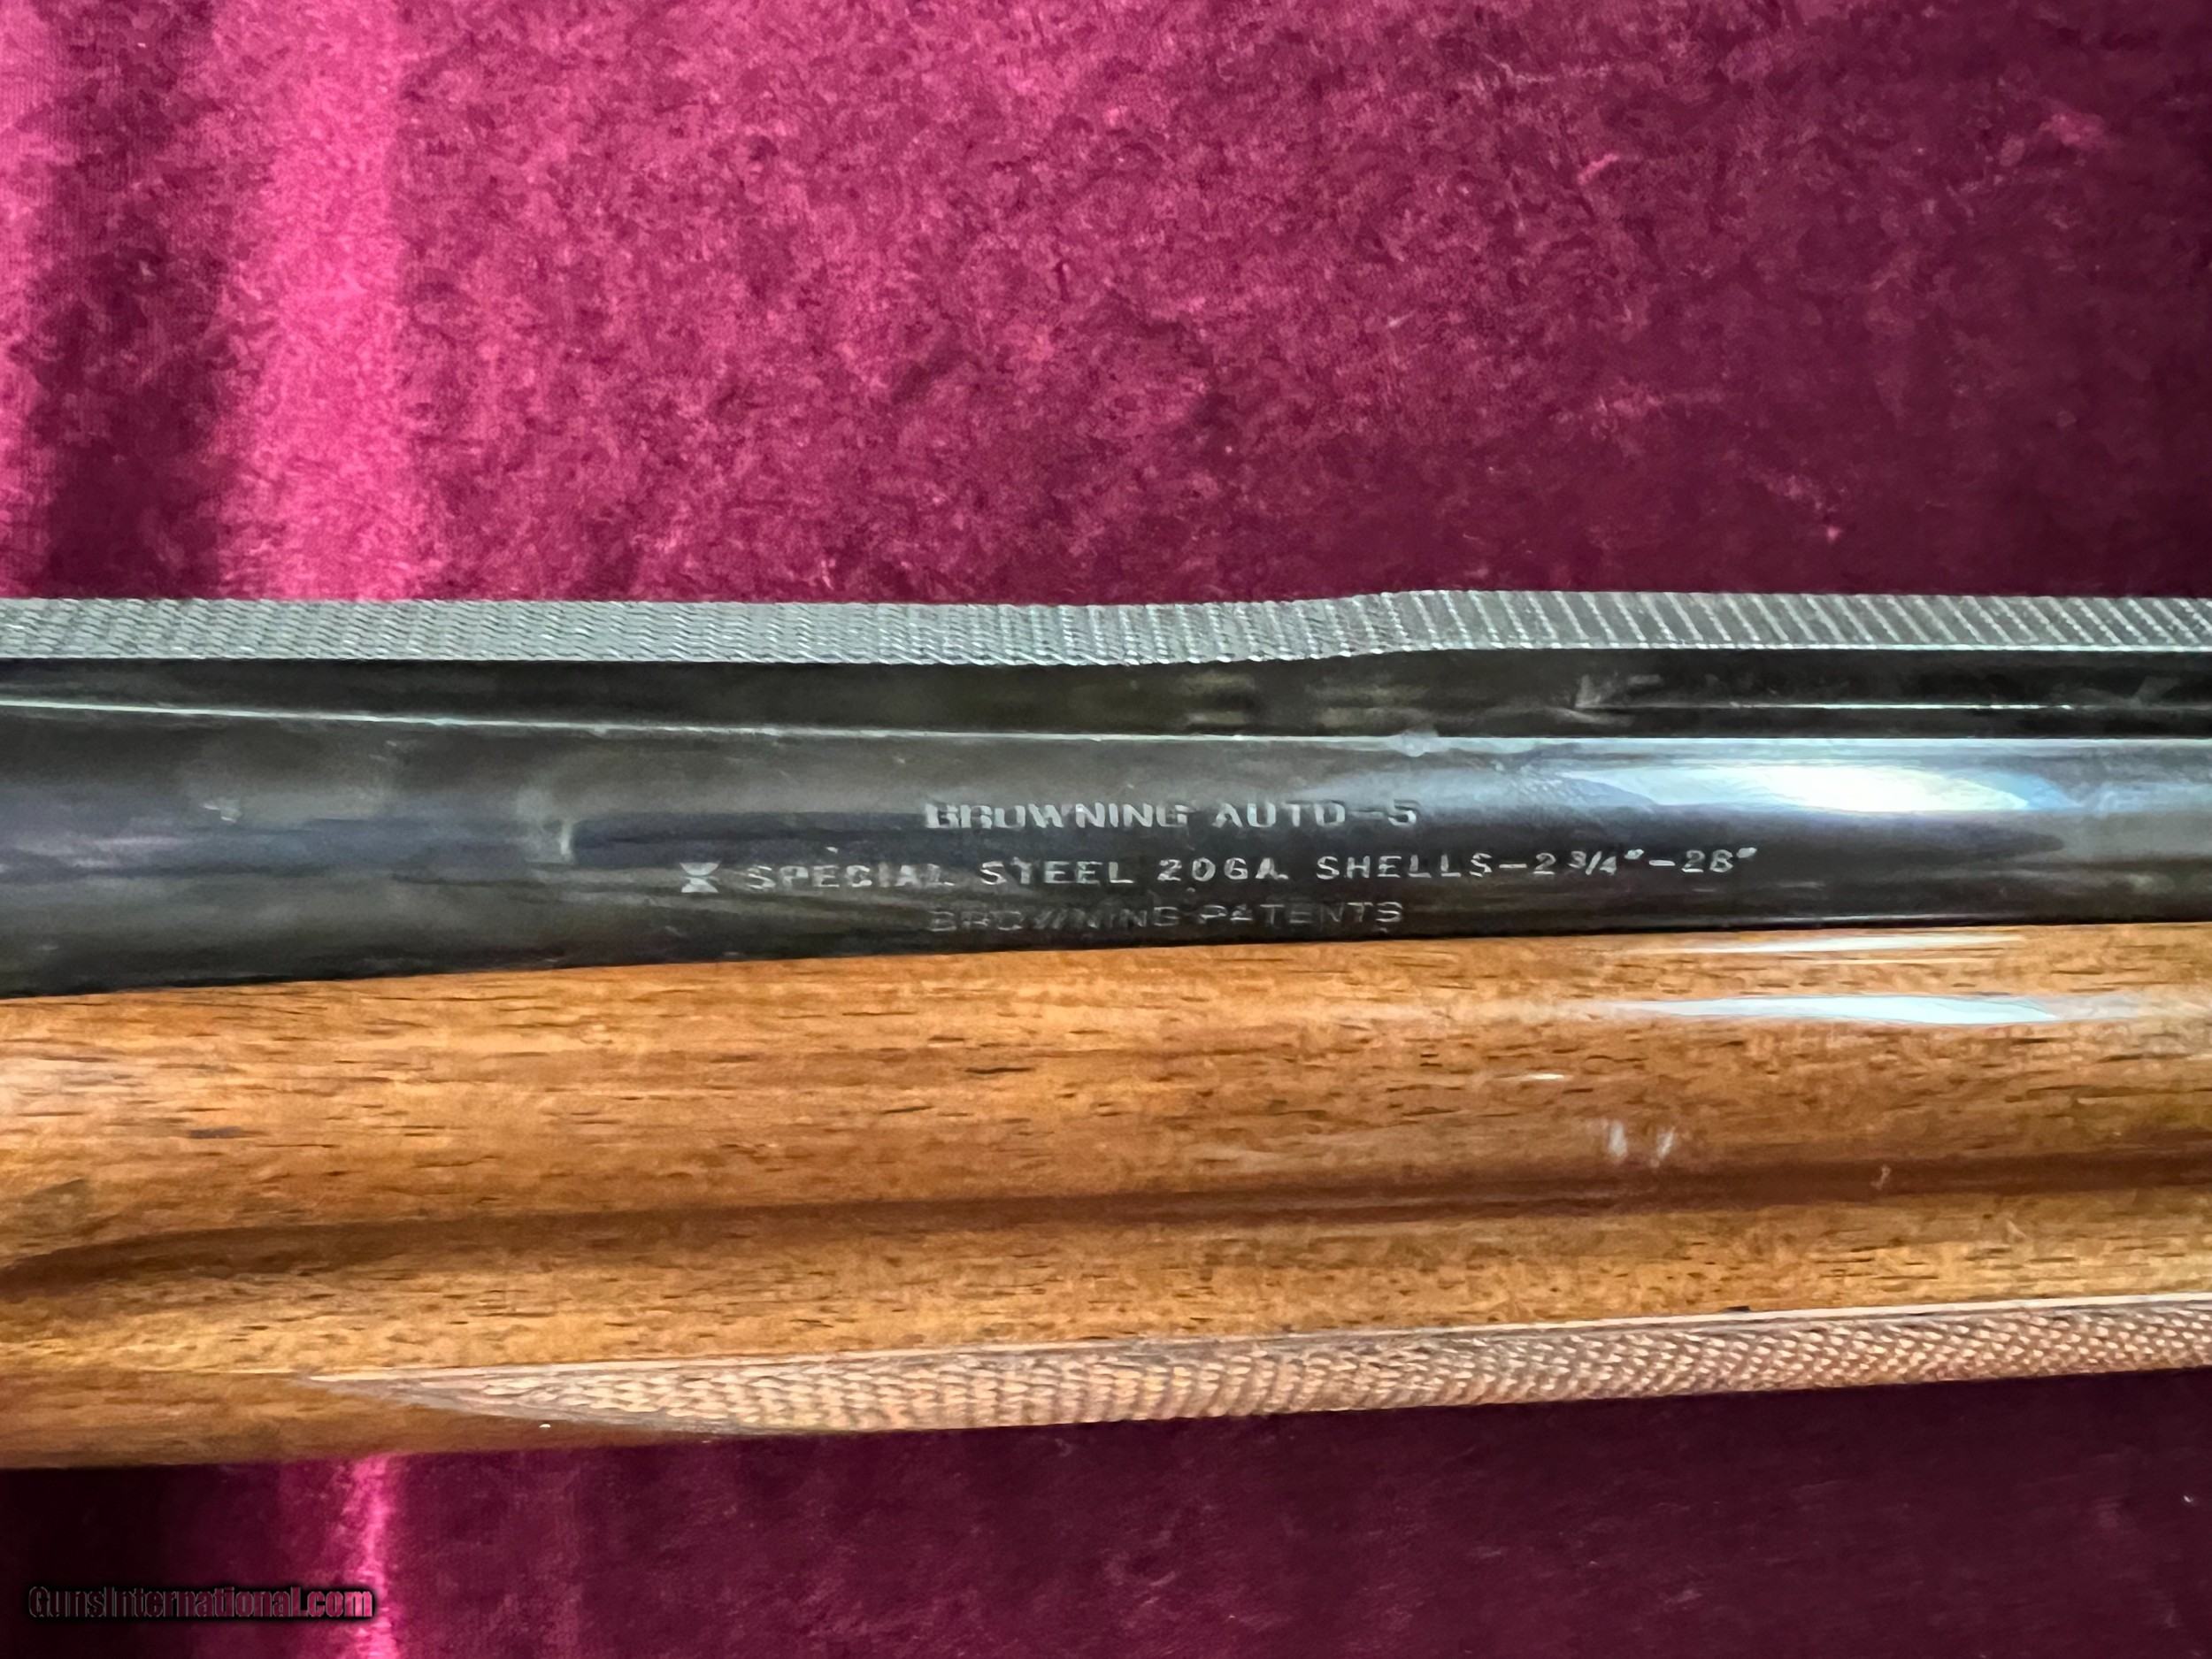 BROWNING AUTO-5
SPECIAL STEEL 20GA. SHELLS-2 3/4"-28"
BROWNING PATENTS
GunsInternational.com